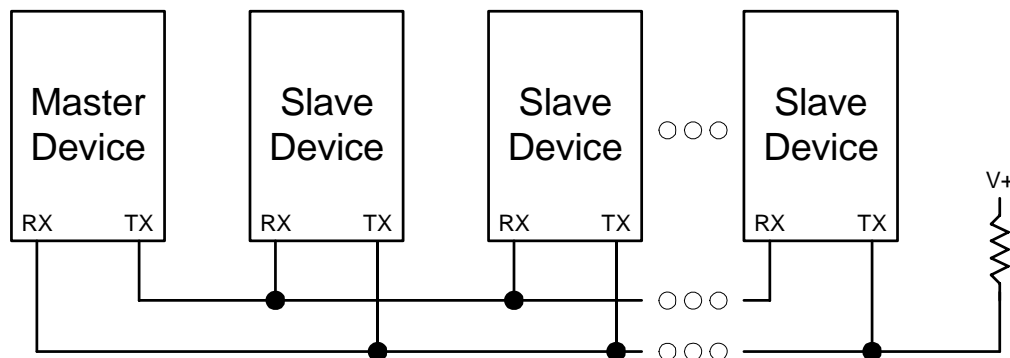 Master
Device
Slave
Device
Slave
Device
Slave
Device
RX TX
RX TX
RX TX
RX TX
V+